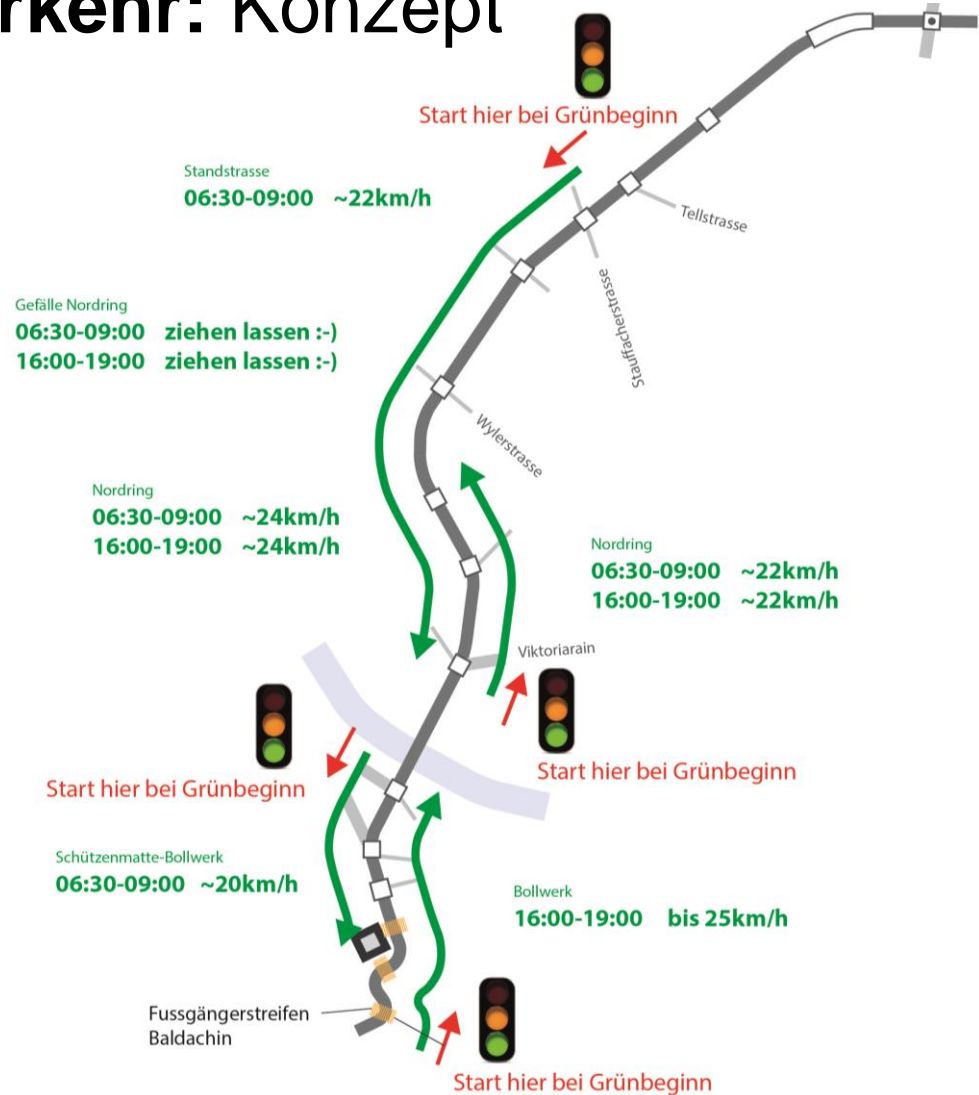 rkehr: Konzept
Start hier bei Grünbeginn
Standstrasse
06:30-09:00 ~22km/h
Tellstrasse
Stauffacherstrasse
Gefälle Nordring
06:30-09:00 ziehen lassen :-)
16:00-19:00 ziehen lassen :-)
Wylerstrasse
Nordring
06:30-09:00 ~24km/h
16:00-19:00 ~24km/h
Nordring
06:30-09:00 ~22km/h
16:00-19:00 ~22km/h
Viktoriarain
Start hier bei Grünbeginn
Start hier bei Grünbeginn
Schützenmatte-Bollwerk
06:30-09:00 ~20km/h
Bollwerk
16:00-19:00 bis 25km/h
Fussgängerstreifen
Baldachin
Start hier bei Grünbeginn